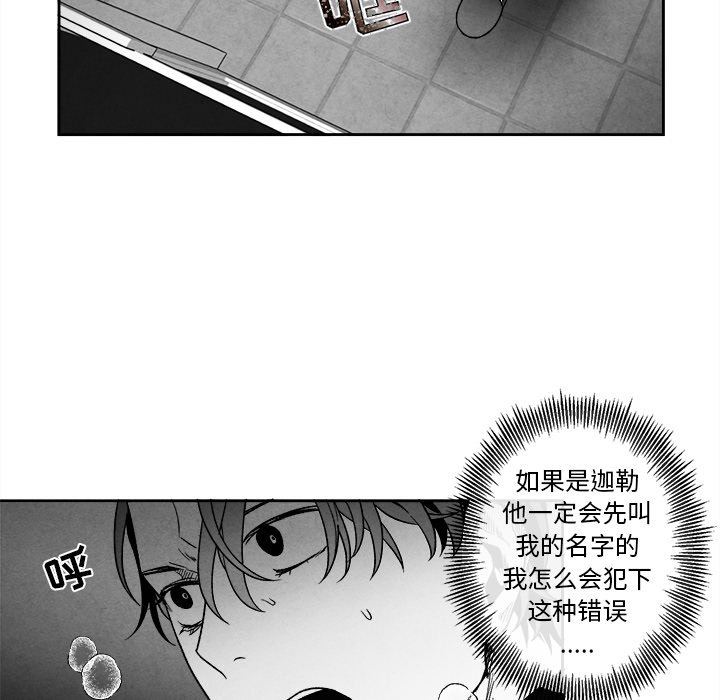 哐
呼
如果是迦勒
他一定会先叫
我的名字的
我怎么会犯下
这种错误
.....